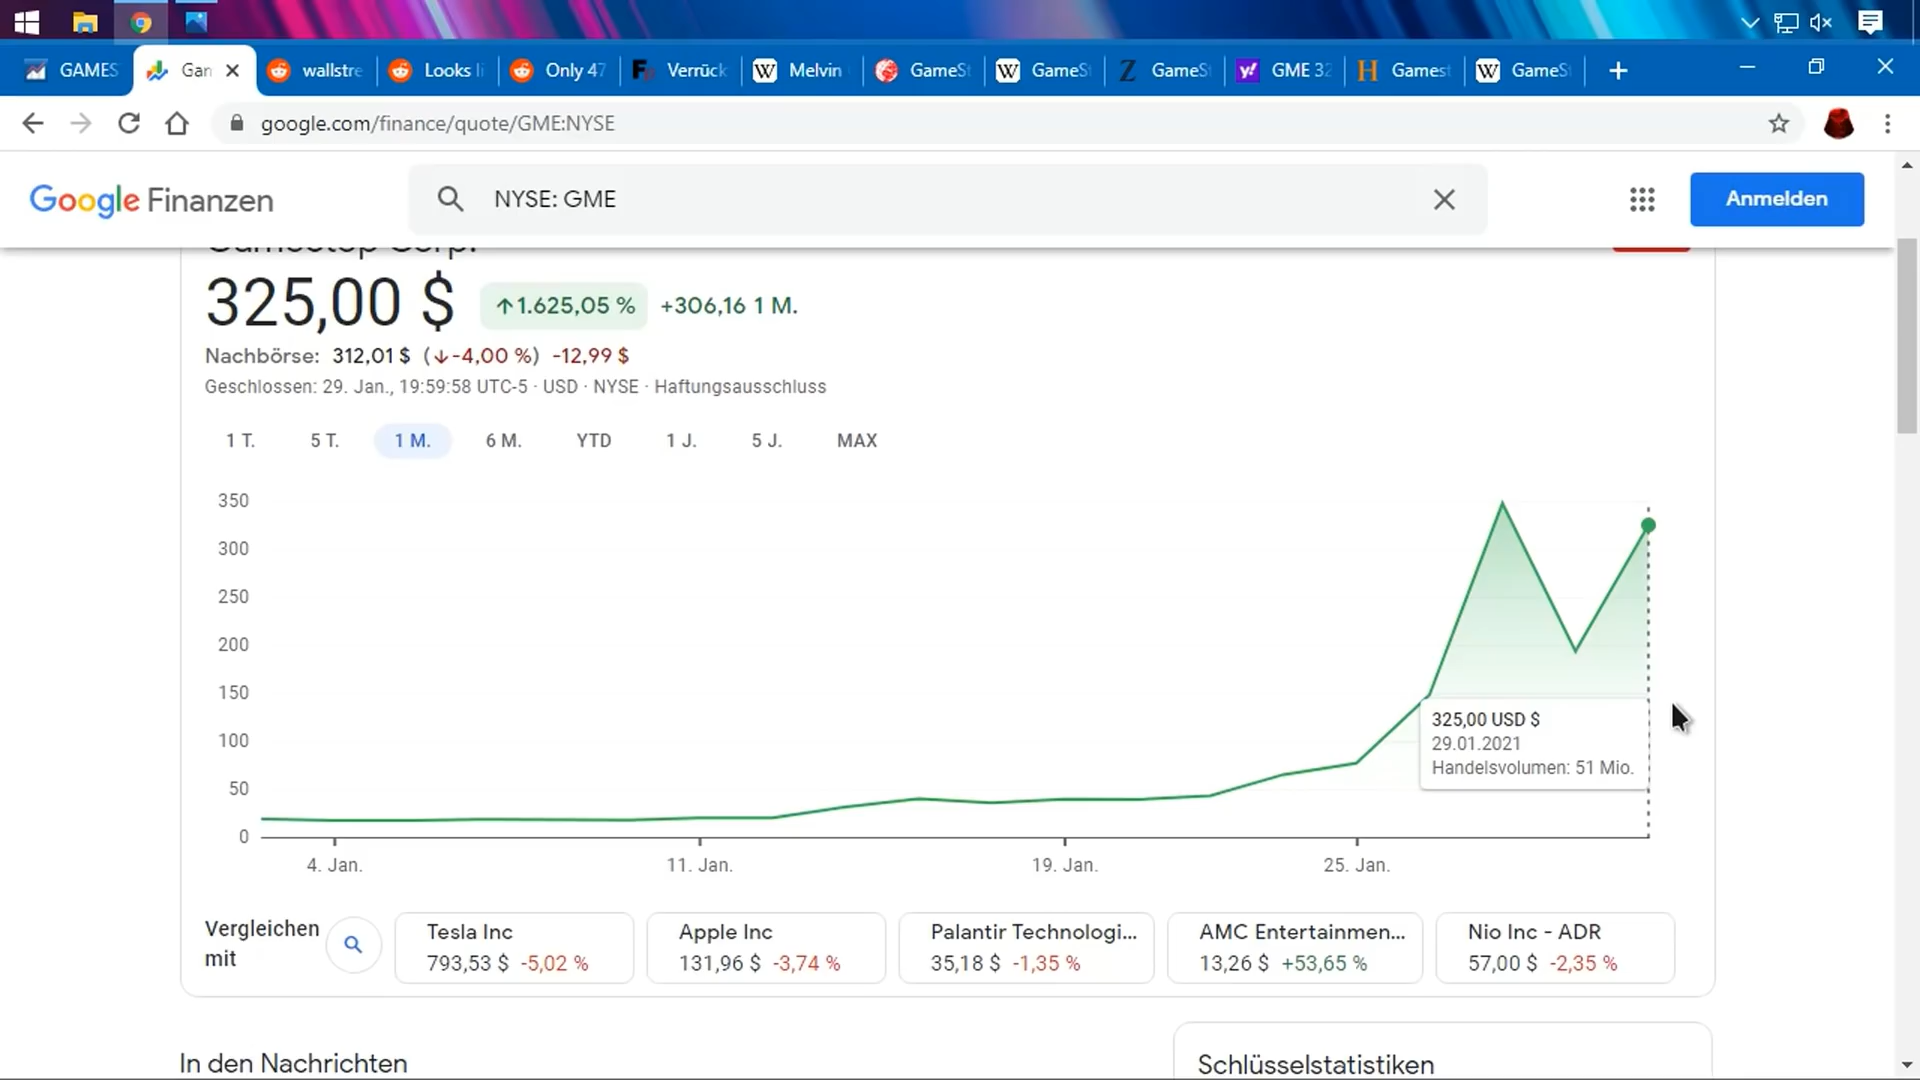 GAMES
Gan
wallstre
Looks li
Only 47
Verrück
Melvin
GameSt
GameSt
GameSt
GME 32
Gamest
GameSt
google.com/finance/quote/GME:NYSE
Google Finanzen
NYSE: GME
Anmelden
Gamestop Corp.
325,00 $
↑1.625,05 %
+306,16 1 M.
Nachbörse: 312,01 $ (↓-4,00 %) -12,99 $
Geschlossen: 29. Jan., 19:59:58 UTC-5 · USD · NYSE · Haftungsausschluss
1 T.
5 T.
1 M.
6 M.
YTD
1 J.
5 J.
MAX
350
300
250
200
150
100
50
0
325,00 USD $
29.01.2021
Handelsvolumen: 51 Mio.
4. Jan.
11. Jan.
19. Jan.
25. Jan.
Vergleichen
mit
Tesla Inc
793,53 $ -5,02 %
Apple Inc
131,96 $ -3,74 %
Palantir Technologi...
35,18 $ -1,35 %
AMC Entertainmen...
13,26 $ +53,65 %
Nio Inc - ADR
57,00 $ -2,35 %
In den Nachrichten
Schlüsselstatistiken